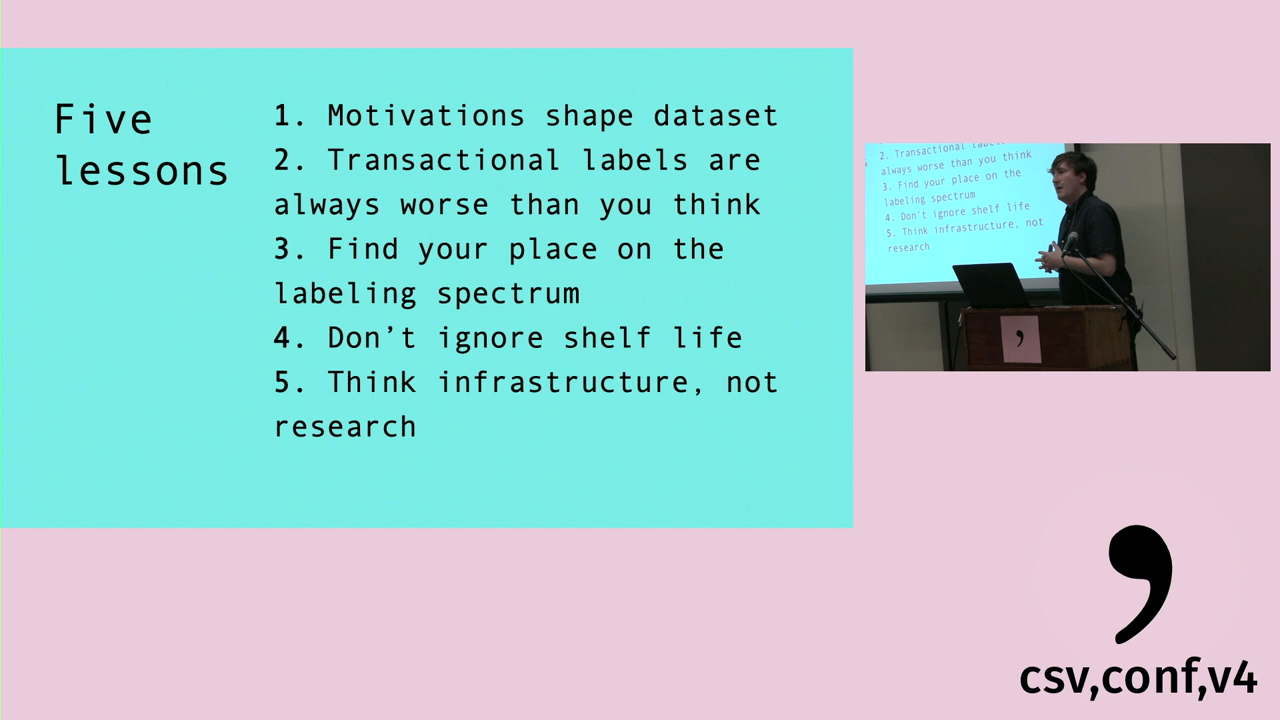 Five
lessons
1. Motivations shape dataset
2. Transactional labels are
always worse than you think
3. Find your place on the
labeling spectrum
4. Don’t ignore shelf life
5. Think infrastructure, not
research
2. Transactional labels
always worse than you think
3. Find your place on the
labeling spectrum
4. Don't ignore shelf life
5. Think infrastructure, not
research
,
,
csv,conf,v4